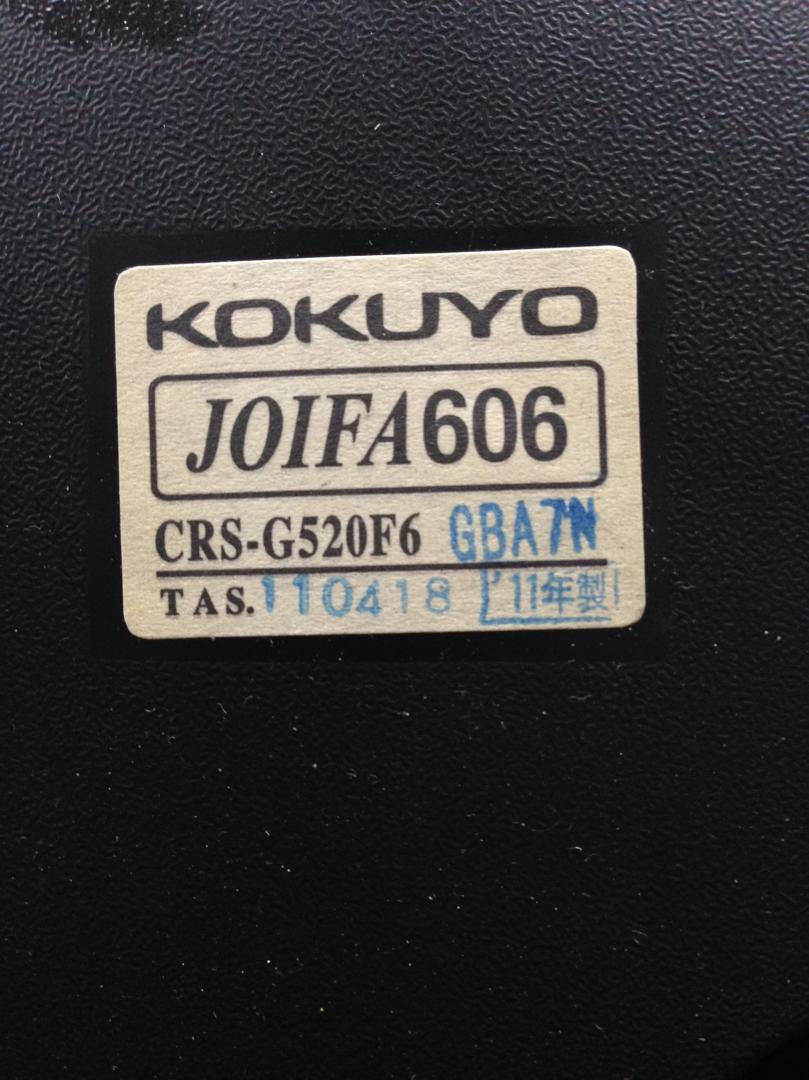 KOKUYO
JOIFA606
CRS-G520F6 GBA7N
TAS.110418 '11年製